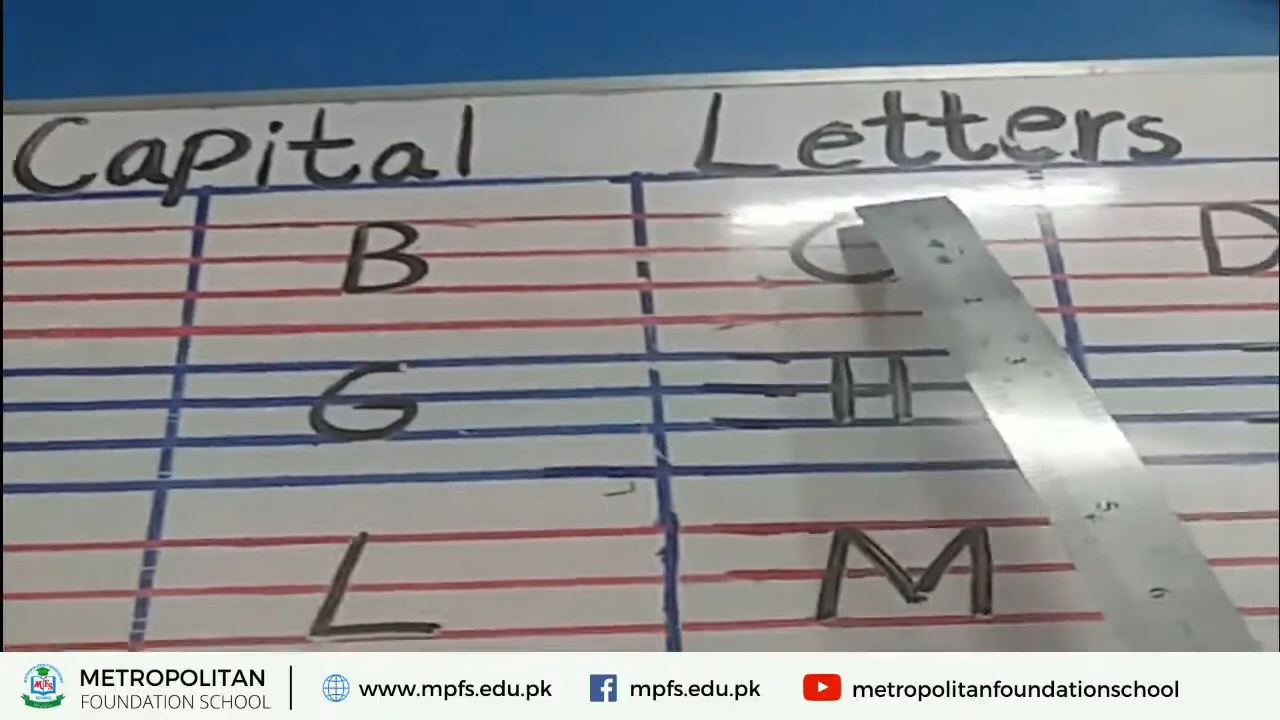 Capital Letters
B C D
G H
L M
METROPOLITAN
FOUNDATION SCHOOL
www.mpfs.edu.pk
mpfs.edu.pk
metropolitanfoundationschool